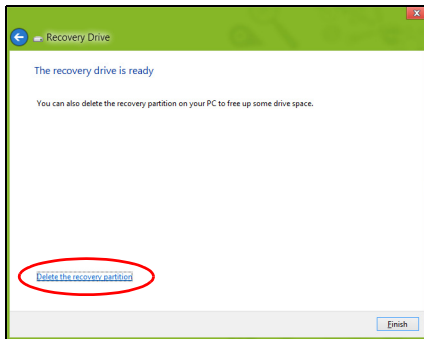 x
Recovery Drive
The recovery drive is ready
You can also delete the recovery partition on your PC to free up some drive space.
Delete the recovery partition
Finish